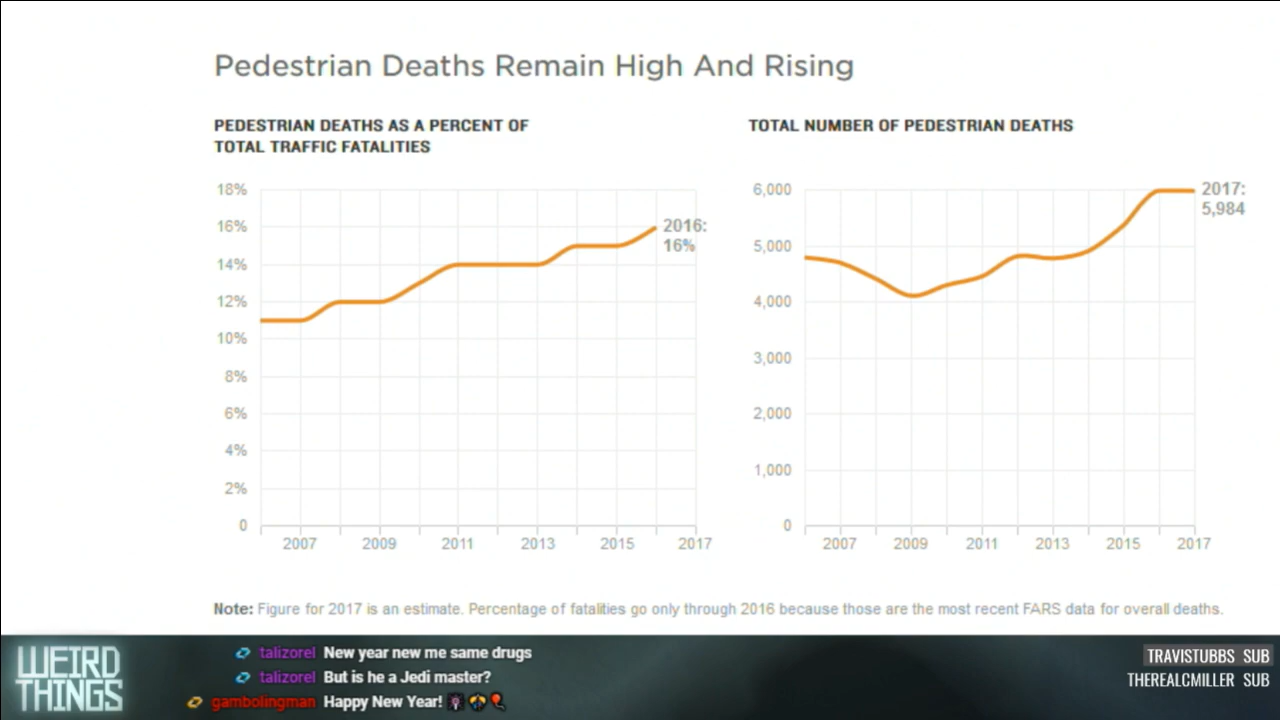 Pedestrian Deaths Remain High And Rising
PEDESTRIAN DEATHS AS A PERCENT OF
TOTAL TRAFFIC FATALITIES
18%
16%
14%
12%
10%
8%
6%
4%
2%
0
2016:
16%
2007 2009 2011 2013 2015 2017
TOTAL NUMBER OF PEDESTRIAN DEATHS
6,000
5,000
4,000
3,000
2,000
1,000
0
2017:
5,984
2007 2009 2011 2013 2015 2017
Note: Figure for 2017 is an estimate. Percentage of fatalities go only through 2016 because those are the most recent FARS data for overall deaths.
WEIRD
THINGS
talizorel New year new me same drugs
talizorel But is he a Jedi master?
gambolingman Happy New Year!
TRAVISTUBBS SUB
THEREALCMILLER SUB